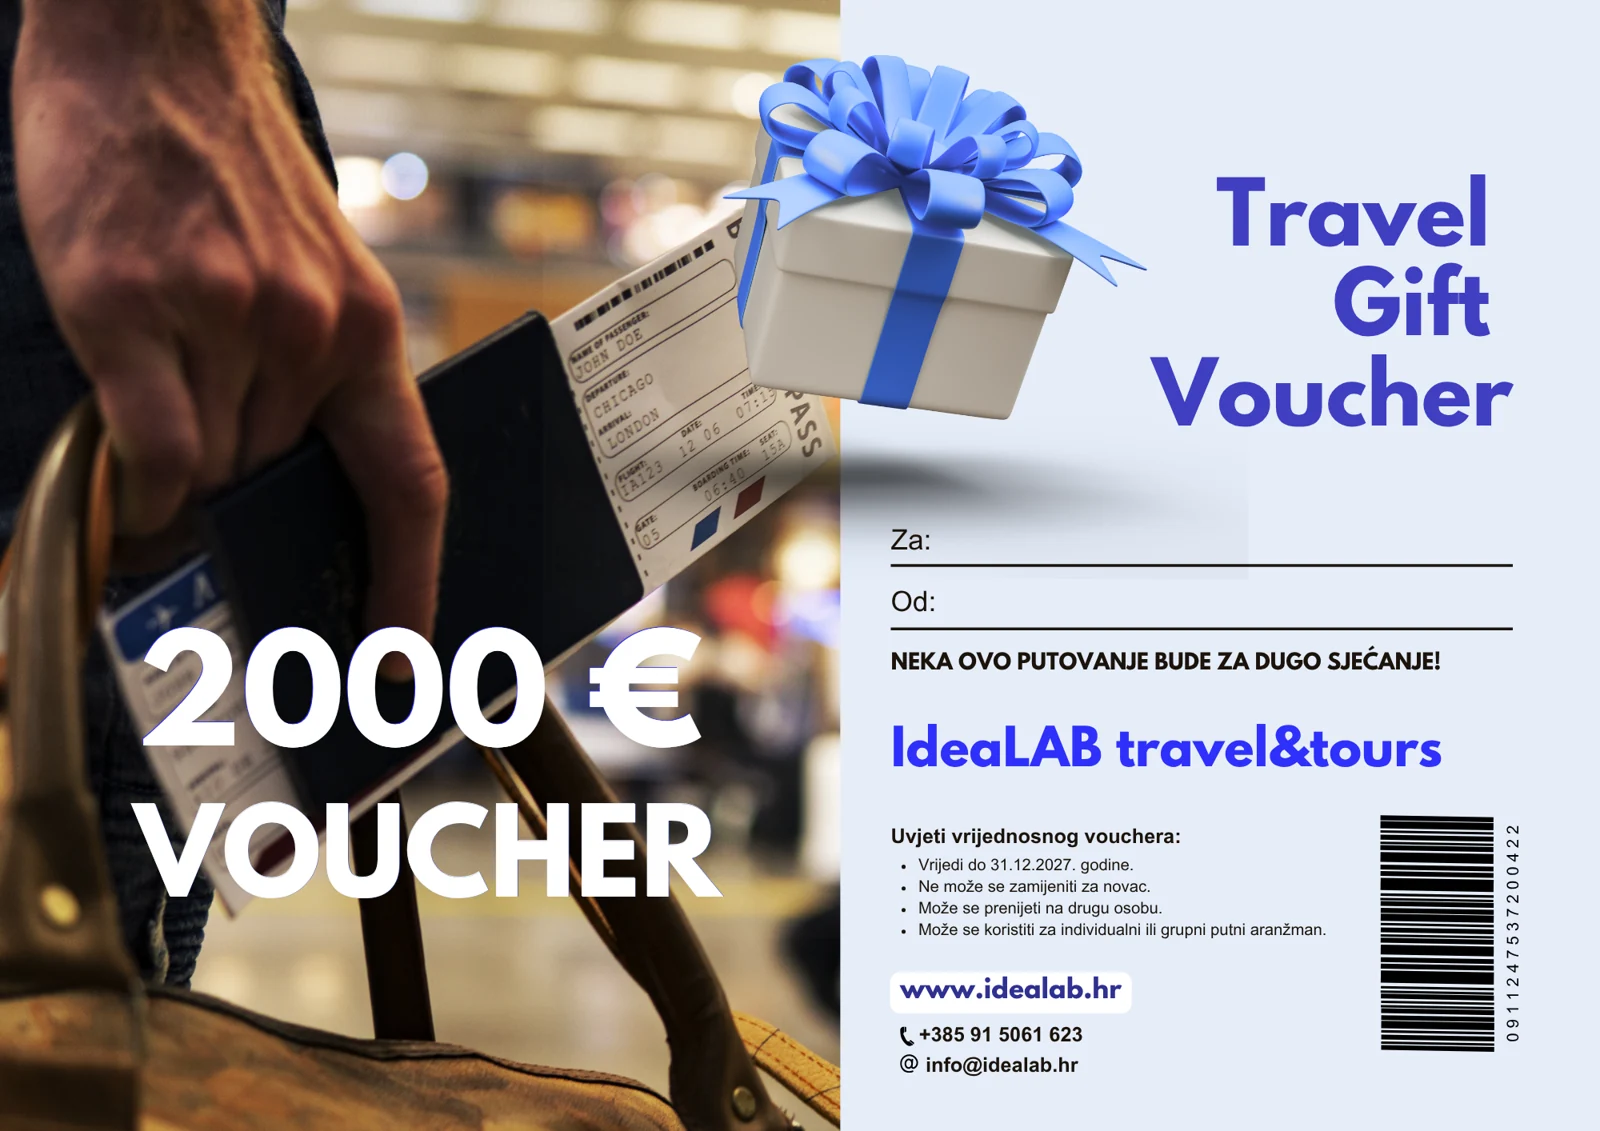 NAME OF PASSENGER:
JOHN DOE
DEPARTURE:
CHICAGO
ARRIVAL:
LONDON
DATE:
12 06
TIME:
FLIGHT:
IA123
BOARDING TIME:
06:40
SEAT:
15A
GATE:
05
PASS
2000 €
VOUCHER
Travel
Gift
Voucher
Za:
Od:
NEKA OVO PUTOVANJE BUDE ZA DUGO SJEĆANJE!
IdeaLAB travel&tours
Uvjeti vrijednosnog vouchera:
• Vrijedi do 31.12.2027. godine.
• Ne može se zamijeniti za novac.
• Može se prenijeti na drugu osobu.
• Može se koristiti za individualni ili grupni putni aranžman.
www.idealab.hr
+385 91 5061 623
@ info@idealab.hr
0911247537200422